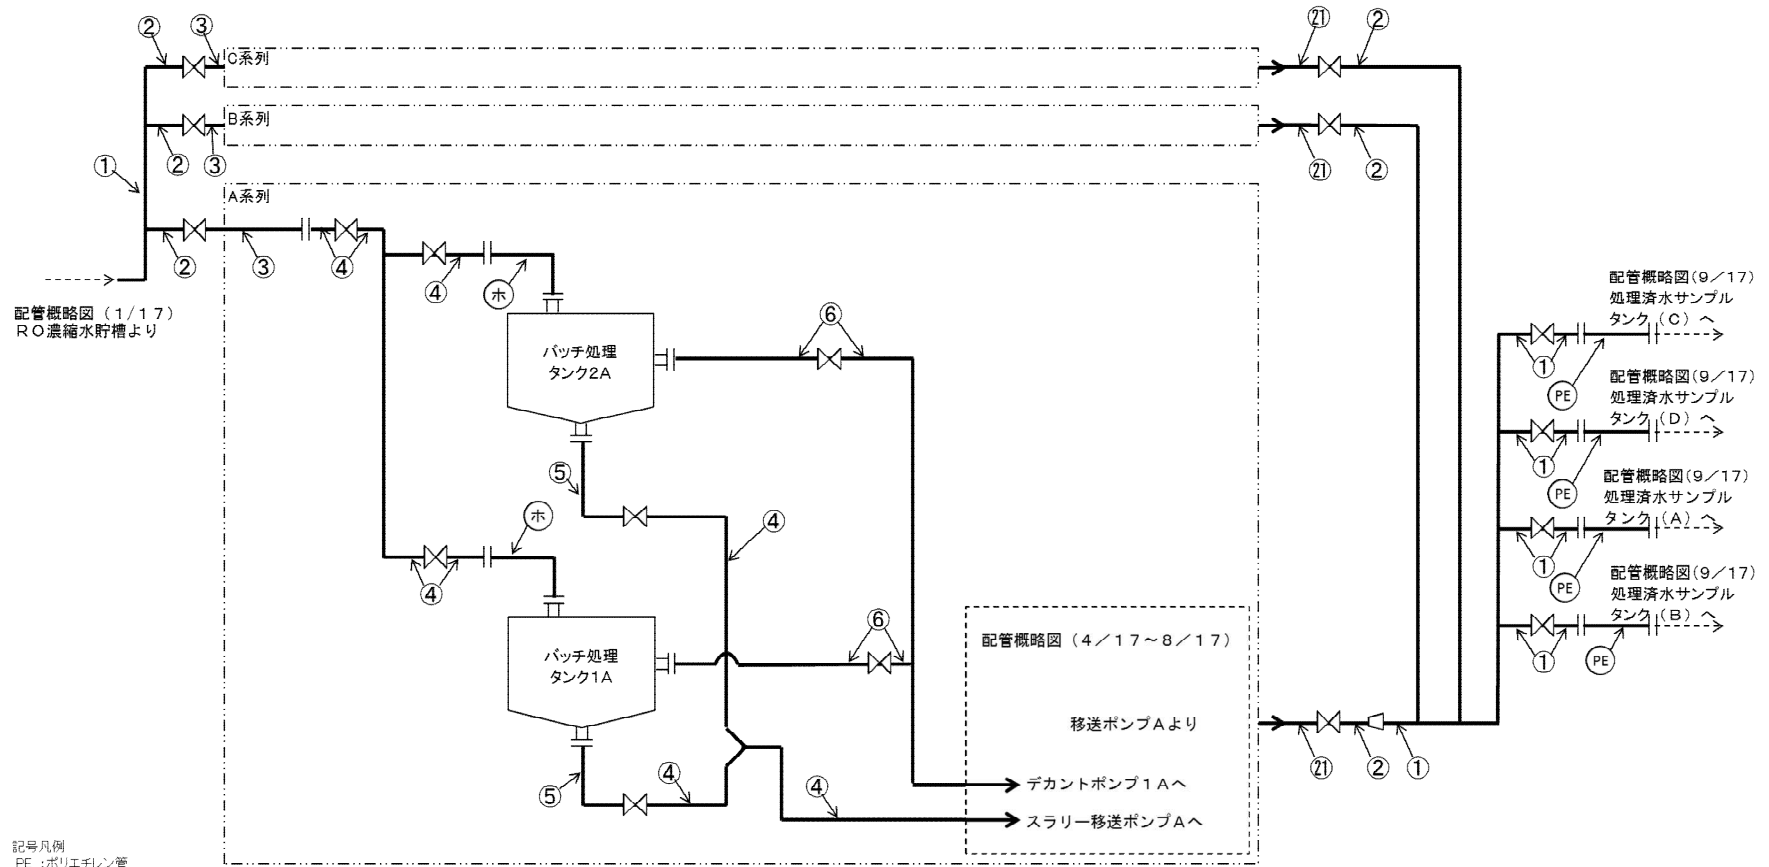 ② ③ ㉑ ②
C系列
B系列
② ③ ㉑ ②
①
A系列
② ③ ④ ④ ホ
配管概略図（1/17）
RO濃縮水貯槽より
バッチ処理
タンク2A
⑥
配管概略図（9／17）
処理済水サンプル
タンク（C）へ
①
PE
配管概略図（9／17）
処理済水サンプル
タンク（D）へ
①
PE
配管概略図（9／17）
処理済水サンプル
タンク（A）へ
①
PE
配管概略図（9／17）
処理済水サンプル
タンク（B）へ
①
PE
⑤
ホ
④
④
バッチ処理
タンク1A
⑥
配管概略図（4／17～8／17）
移送ポンプAより
㉑ ② ①
⑤ ④ ④
デカントポンプ1Aへ
スラリー移送ポンプAへ
記号凡例
PE ：ポリエチレン管